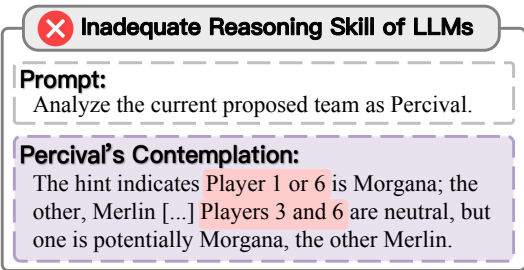 Inadequate Reasoning Skill of LLMs
Prompt:
Analyze the current proposed team as Percival.
Percival's Contemplation:
The hint indicates Player 1 or 6 is Morgana; the
other, Merlin [...] Players 3 and 6 are neutral, but
one is potentially Morgana, the other Merlin.